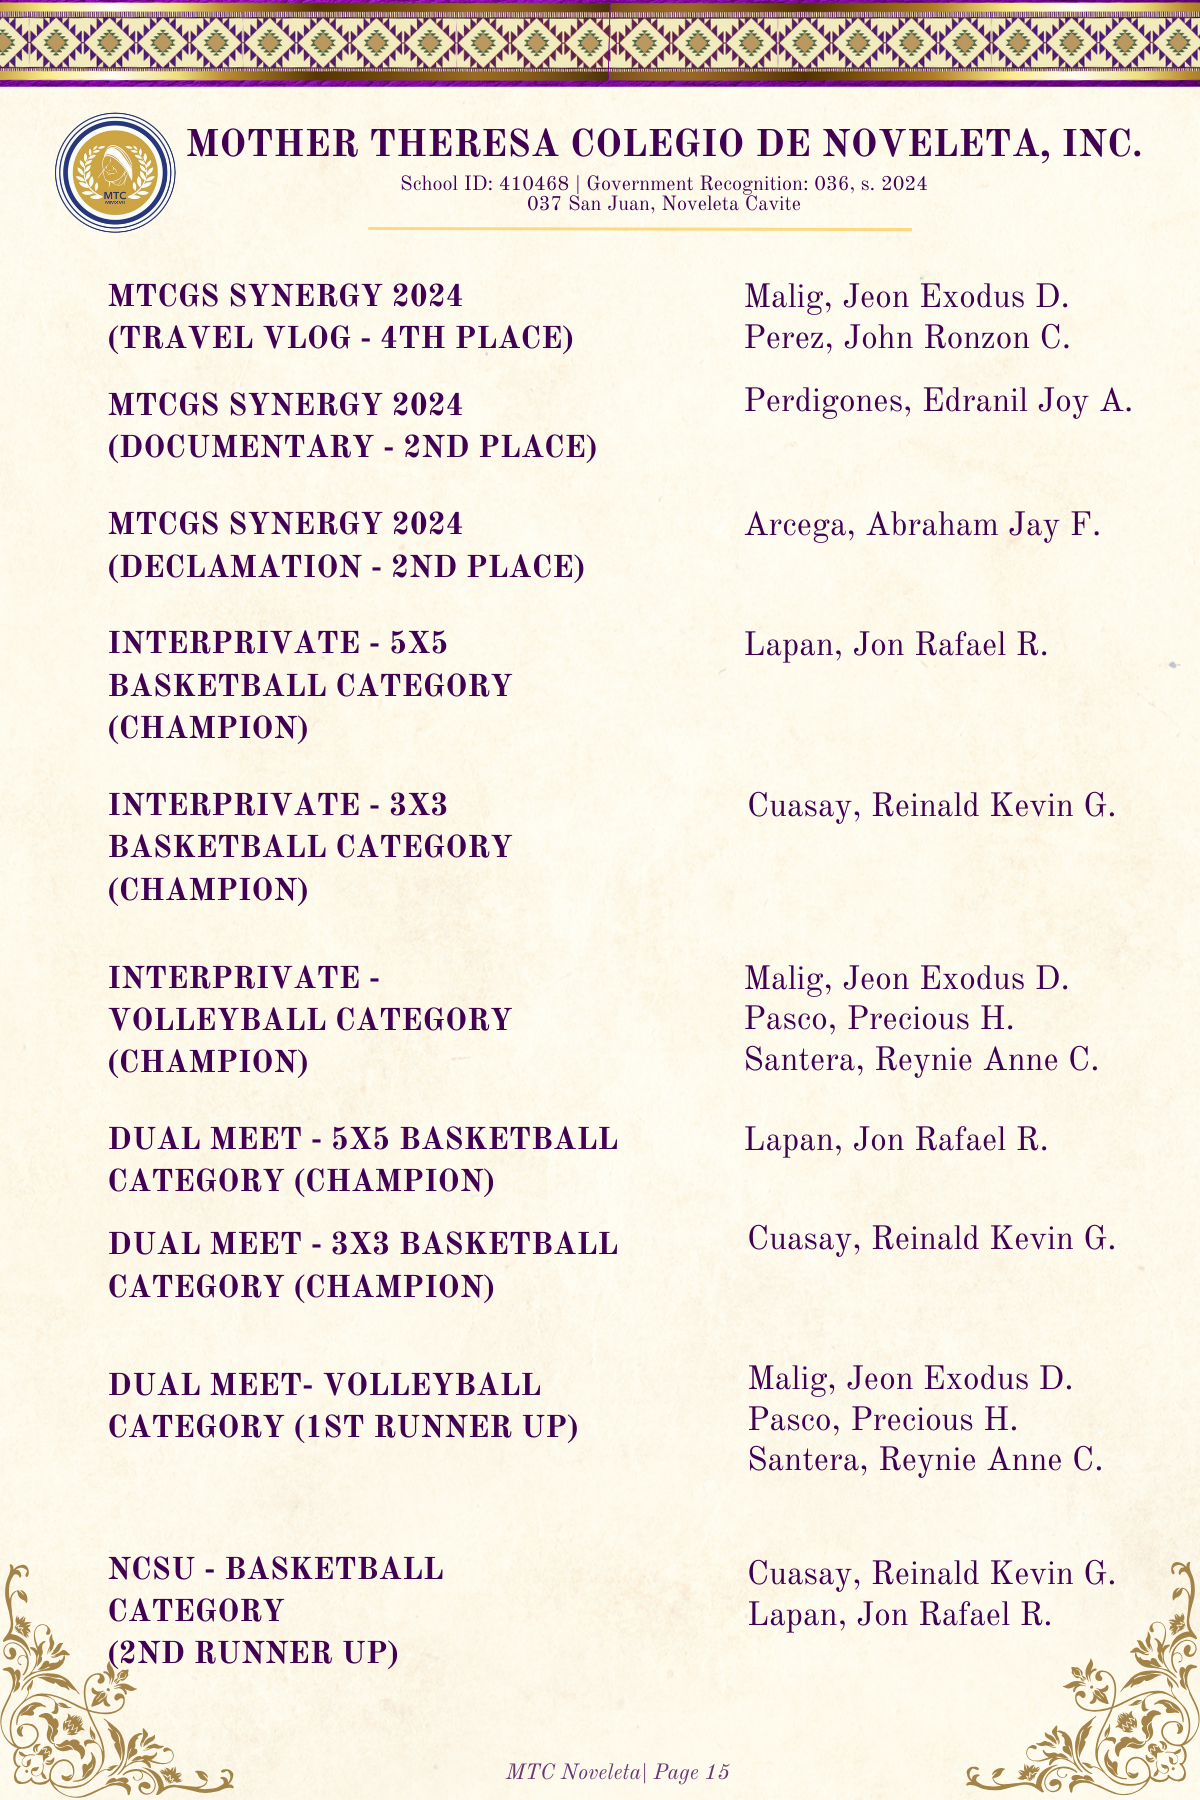 MTC
MOTHER THERESA COLEGIO DE NOVELETA, INC.
School ID: 410468 | Government Recognition: 036, s. 2024
037 San Juan, Noveleta Cavite
MTCGS SYNERGY 2024
(TRAVEL VLOG - 4TH PLACE)
Malig, Jeon Exodus D.
Perez, John Ronzon C.
MTCGS SYNERGY 2024
(DOCUMENTARY - 2ND PLACE)
Perdigones, Edranil Joy A.
MTCGS SYNERGY 2024
(DECLAMATION - 2ND PLACE)
Arcega, Abraham Jay F.
INTERPRIVATE - 5X5
BASKETBALL CATEGORY
(CHAMPION)
Lapan, Jon Rafael R.
INTERPRIVATE - 3X3
BASKETBALL CATEGORY
(CHAMPION)
Cuasay, Reinald Kevin G.
INTERPRIVATE -
VOLLEYBALL CATEGORY
(CHAMPION)
Malig, Jeon Exodus D.
Pasco, Precious H.
Santera, Reynie Anne C.
DUAL MEET - 5X5 BASKETBALL
CATEGORY (CHAMPION)
Lapan, Jon Rafael R.
DUAL MEET - 3X3 BASKETBALL
CATEGORY (CHAMPION)
Cuasay, Reinald Kevin G.
DUAL MEET- VOLLEYBALL
CATEGORY (1ST RUNNER UP)
Malig, Jeon Exodus D.
Pasco, Precious H.
Santera, Reynie Anne C.
NCSU - BASKETBALL
CATEGORY
(2ND RUNNER UP)
Cuasay, Reinald Kevin G.
Lapan, Jon Rafael R.
MTC Noveleta| Page 15